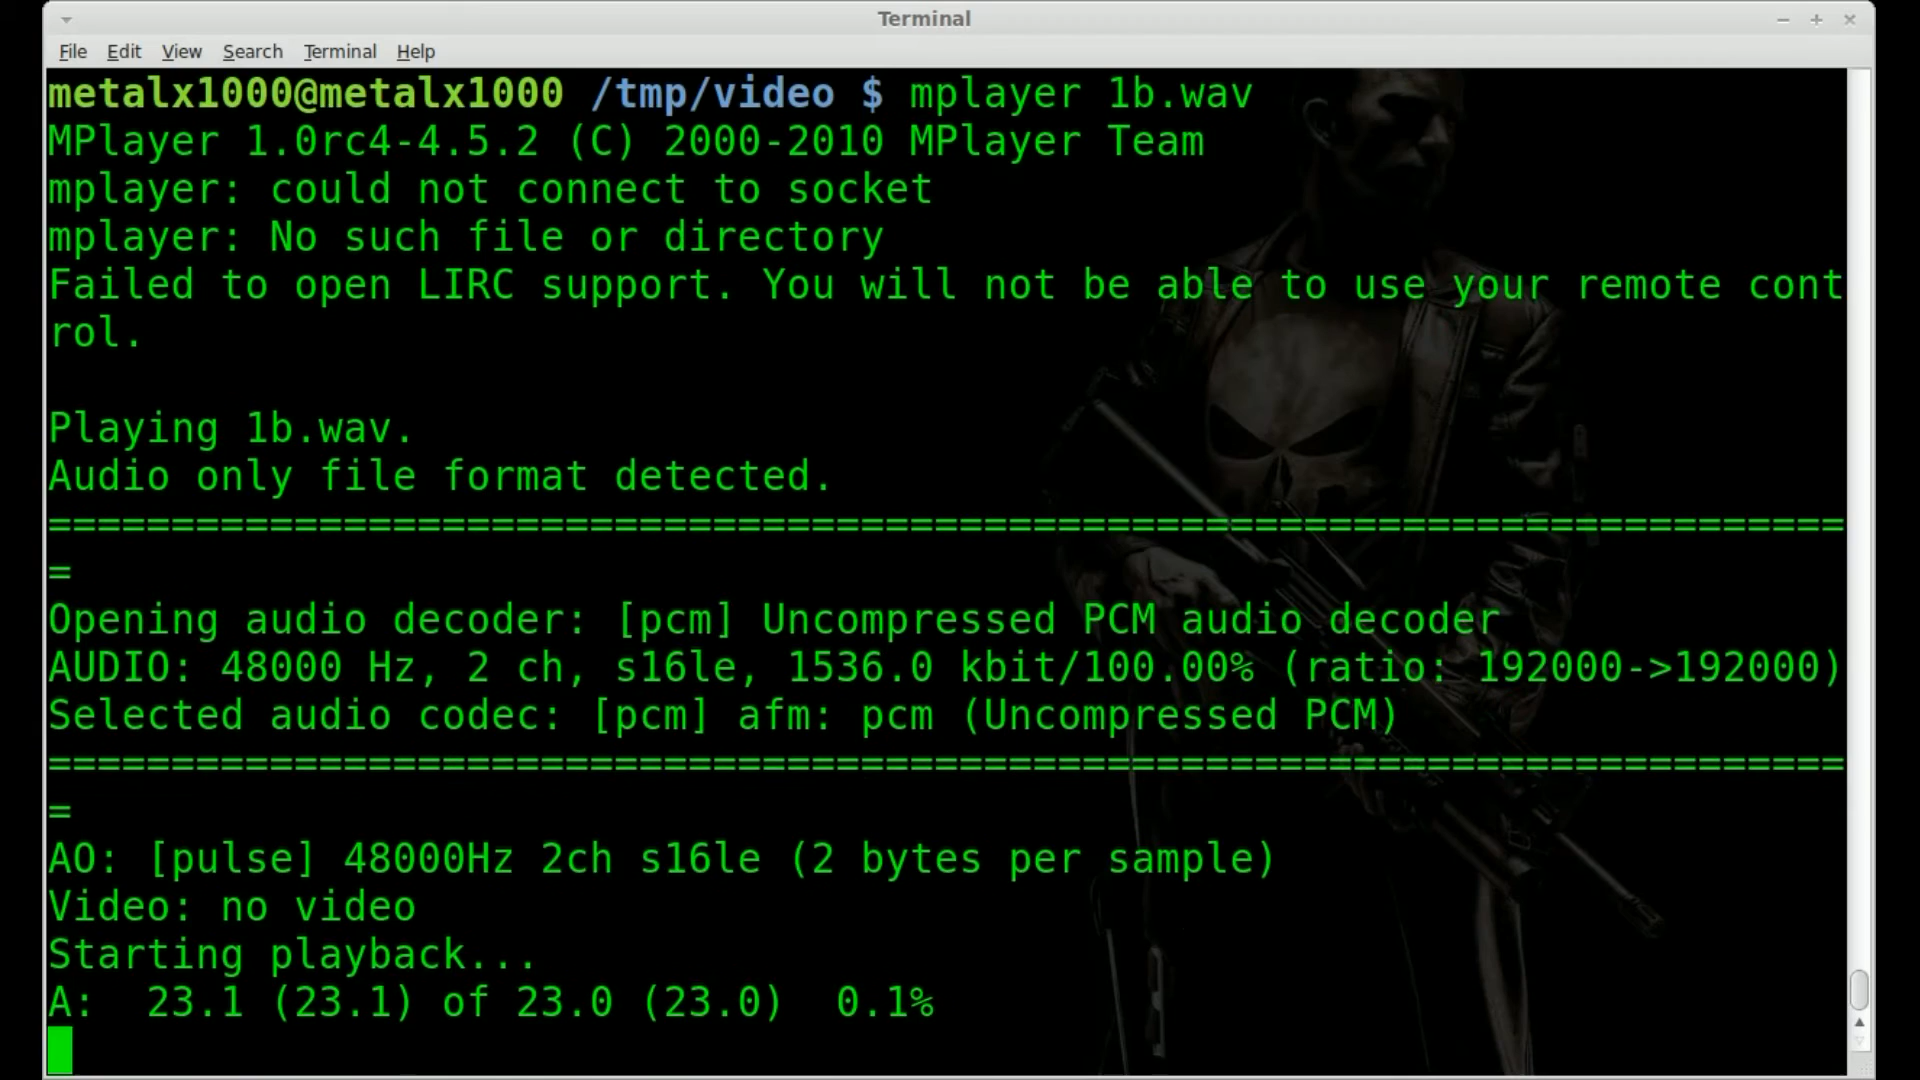 Terminal
File Edit View Search Terminal Help
metalx1000@metalx1000 /tmp/video $ mplayer 1b.wav
MPlayer 1.0rc4-4.5.2 (C) 2000-2010 MPlayer Team
mplayer: could not connect to socket
mplayer: No such file or directory
Failed to open LIRC support. You will not be able to use your remote cont
rol.
Playing 1b.wav.
Audio only file format detected.
=========================================================================
=
Opening audio decoder: [pcm] Uncompressed PCM audio decoder
AUDIO: 48000 Hz, 2 ch, s16le, 1536.0 kbit/100.00% (ratio: 192000->192000)
Selected audio codec: [pcm] afm: pcm (Uncompressed PCM)
=========================================================================
=
AO: [pulse] 48000Hz 2ch s16le (2 bytes per sample)
Video: no video
Starting playback...
A:  23.1 (23.1) of 23.0 (23.0)  0.1%